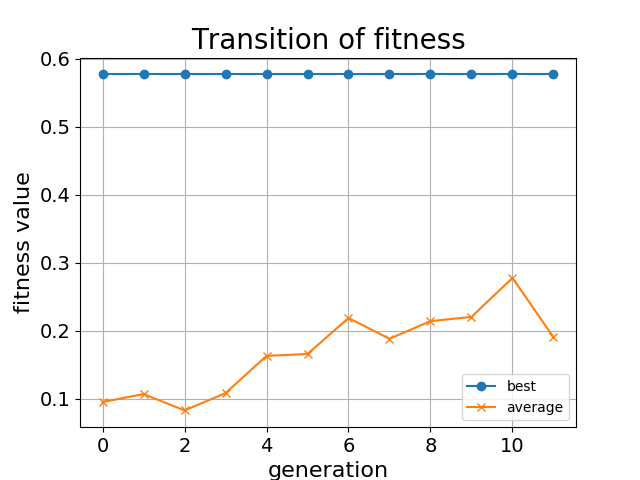 Transition of fitness
0.6
0.5
0.4
0.3
0.2
0.1
fitness value
0 2 4 6 8 10
generation
best
average